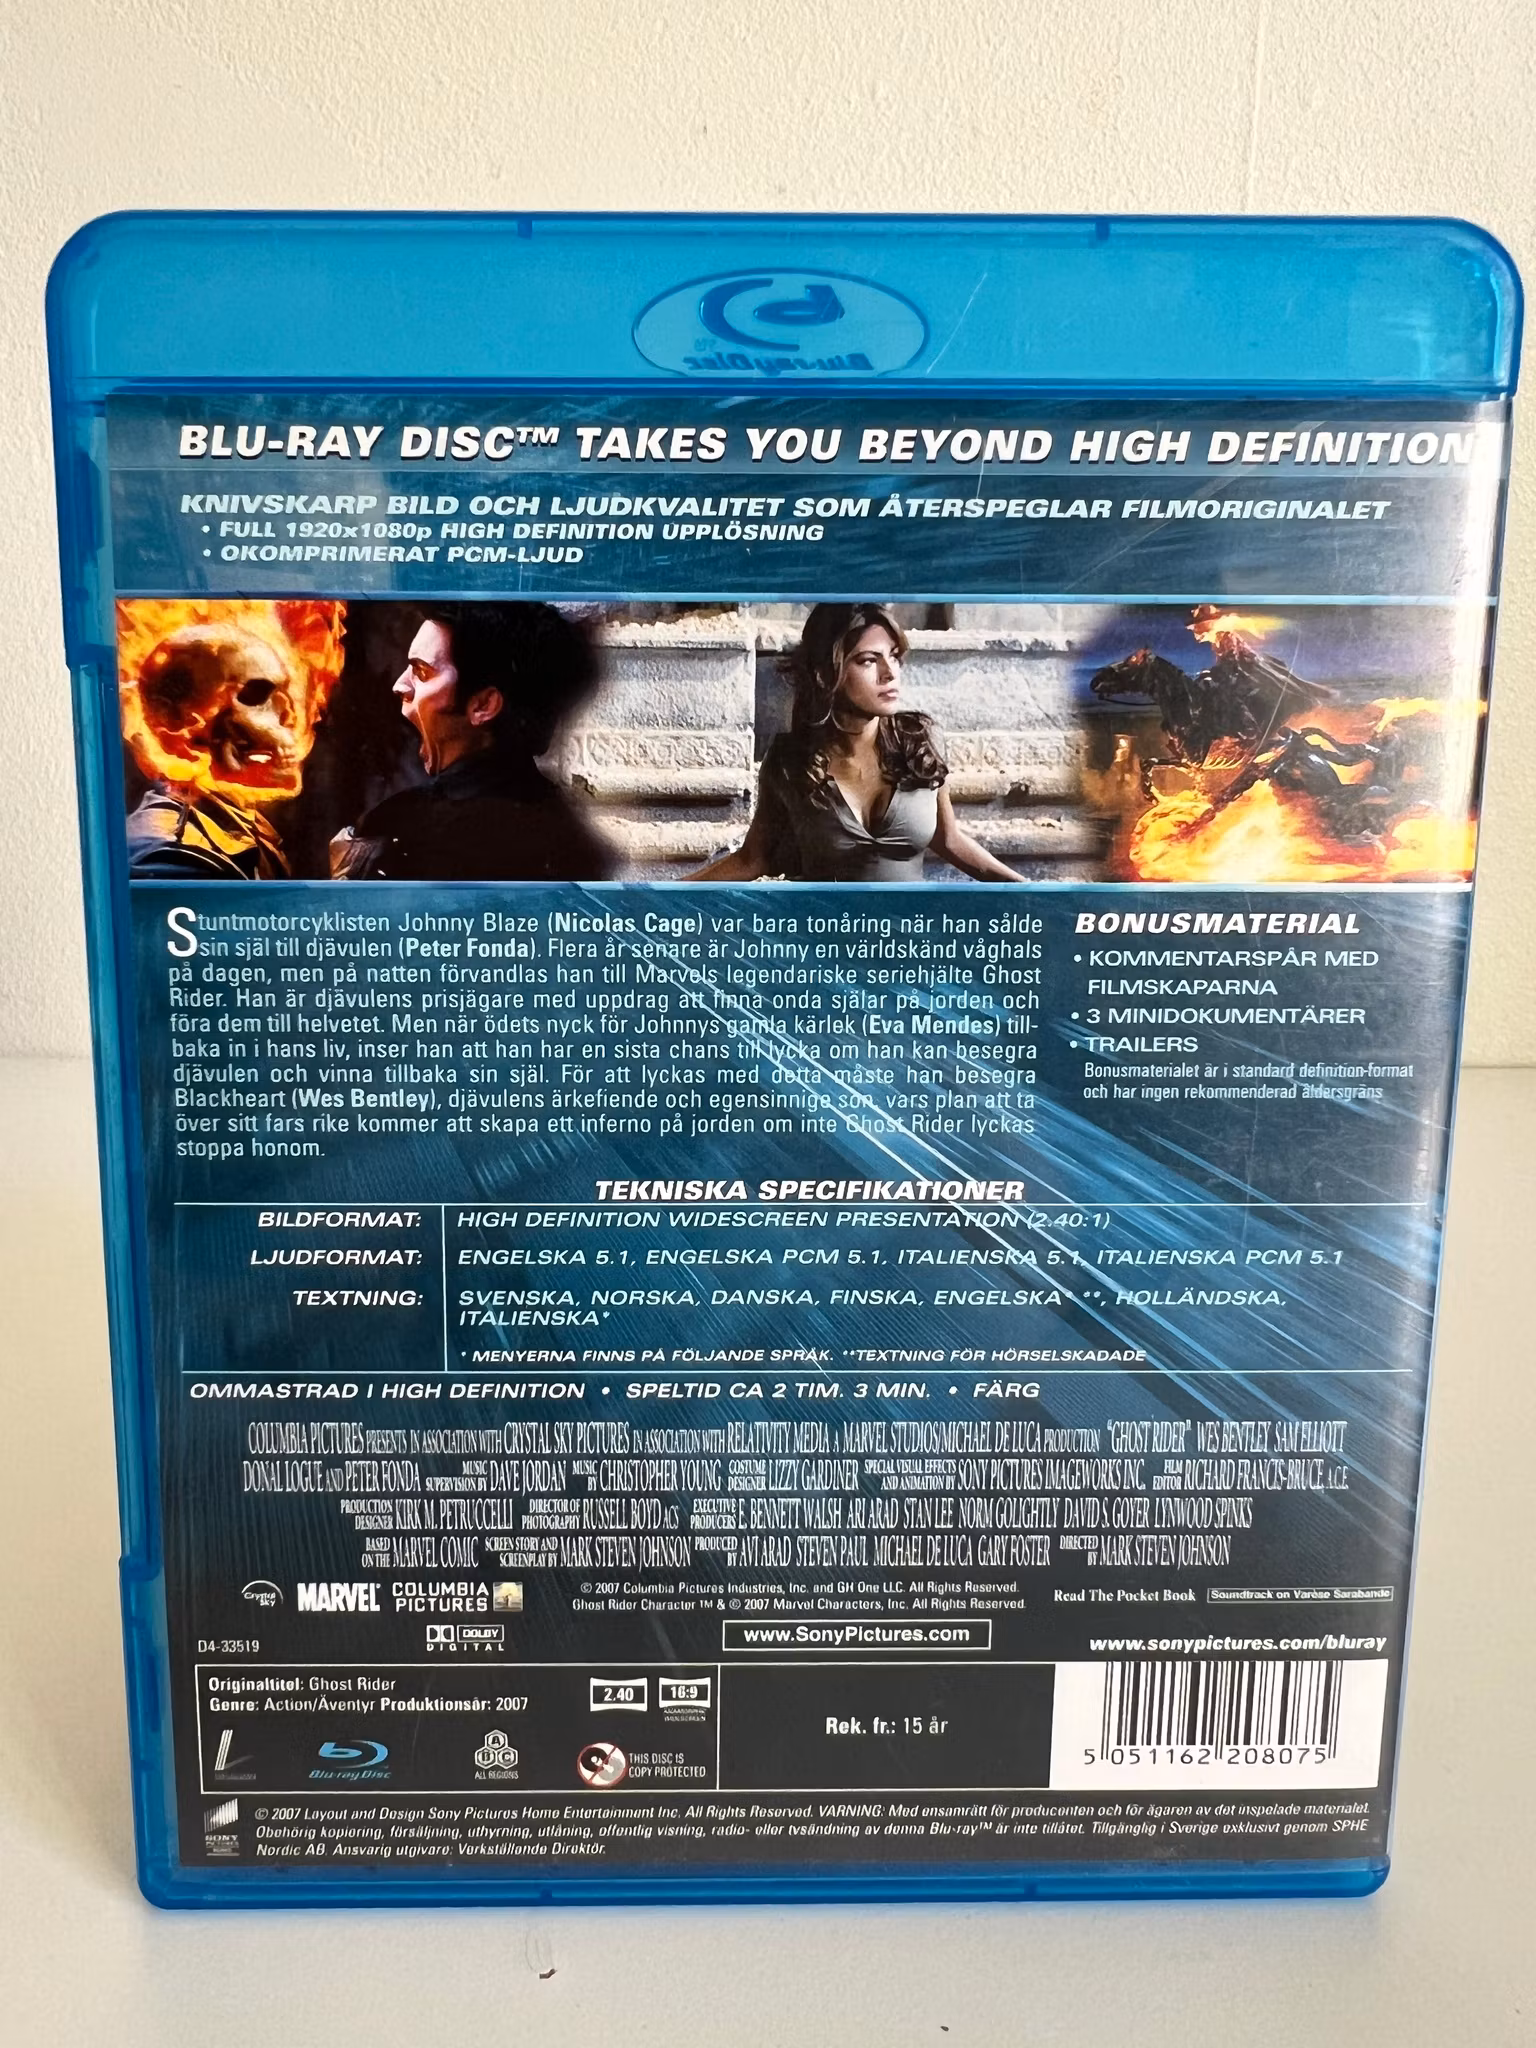 Blu-ray Disc
BLU-RAY DISC™ TAKES YOU BEYOND HIGH DEFINITION
KNIVSKARP BILD OCH LJUDKVALITET SOM ÅTERSPEGLAR FILMORIGINALET
• FULL 1920x1080p HIGH DEFINITION UPPLÖSNING
• OKOMPRIMERAT PCM-LJUD
Stuntmotorcyklisten Johnny Blaze (Nicolas Cage) var bara tonåring när han sålde
sin själ till djävulen (Peter Fonda). Flera år senare är Johnny en världskänd våghals
på dagen, men på natten förvandlas han till Marvels legendariske seriehjälte Ghost
Rider. Han är djävulens prisjägare med uppdrag att finna onda själar på jorden och
föra dem till helvetet. Men när ödets nyck för Johnnys gamla kärlek (Eva Mendes) till-
baka in i hans liv, inser han att han har en sista chans till lycka om han kan besegra
djävulen och vinna tillbaka sin själ. För att lyckas med detta måste han besegra
Blackheart (Wes Bentley), djävulens ärkefiende och egensinnige son, vars plan att ta
över sitt fars rike kommer att skapa ett inferno på jorden om inte Ghost Rider lyckas
stoppa honom.
BONUSMATERIAL
• KOMMENTARSPÅR MED
FILMSKAPARNA
• 3 MINIDOKUMENTÄRER
• TRAILERS
Bonusmaterialet är i standard definition-format
och har ingen rekommenderad åldersgräns
TEKNISKA SPECIFIKATIONER
BILDFORMAT: HIGH DEFINITION WIDESCREEN PRESENTATION (2.40:1)
LJUDFORMAT: ENGELSKA 5.1, ENGELSKA PCM 5.1, ITALIENSKA 5.1, ITALIENSKA PCM 5.1
TEXTNING: SVENSKA, NORSKA, DANSKA, FINSKA, ENGELSKA* **, HOLLÄNDSKA,
ITALIENSKA*
* MENYERNA FINNS PÅ FÖLJANDE SPRÅK. **TEXTNING FÖR HÖRSELSKADADE
OMMASTRAD I HIGH DEFINITION • SPELTID CA 2 TIM. 3 MIN. • FÄRG
COLUMBIA PICTURES PRESENTS IN ASSOCIATION WITH CRYSTAL SKY PICTURES IN ASSOCIATION WITH RELATIVITY MEDIA A MARVEL STUDIOS/MICHAEL DE LUCA PRODUCTION "GHOST RIDER" WES BENTLEY SAM ELLIOTT
DONAL LOGUE AND PETER FONDA MUSIC SUPERVISION BY DAVE JORDAN MUSIC BY CHRISTOPHER YOUNG COSTUME DESIGNER LIZZY GARDINER SPECIAL VISUAL EFFECTS AND ANIMATION BY SONY PICTURES IMAGEWORKS INC. FILM EDITOR RICHARD FRANCIS-BRUCE, A.C.E.
PRODUCTION DESIGNER KIRK M. PETRUCCELLI DIRECTOR OF PHOTOGRAPHY RUSSELL BOYD ACS EXECUTIVE PRODUCERS E. BENNETT WALSH ARI ARAD STAN LEE NORM GOLIGHTLY DAVID S. GOYER LYNWOOD SPINKS
BASED ON THE MARVEL COMIC SCREEN STORY AND SCREENPLAY BY MARK STEVEN JOHNSON PRODUCED BY AVI ARAD STEVEN PAUL MICHAEL DE LUCA GARY FOSTER DIRECTED BY MARK STEVEN JOHNSON
Crystal Sky MARVEL COLUMBIA PICTURES
© 2007 Columbia Pictures Industries, Inc. and GH One LLC. All Rights Reserved.
Ghost Rider Character ™ & © 2007 Marvel Characters, Inc. All Rights Reserved.
Read The Pocket Book Soundtrack on Varèse Sarabande
D4-33519
DOLBY DIGITAL
www.SonyPictures.com
www.sonypictures.com/bluray
Originaltitel: Ghost Rider
Genre: Action/Äventyr Produktionsår: 2007
2.40 16:9
Blu-ray Disc
A B C
ALL REGIONS
THIS DISC IS
COPY PROTECTED
Rek. fr.: 15 år
5 051162 208075
SONY PICTURES
© 2007 Layout and Design Sony Pictures Home Entertainment Inc. All Rights Reserved. VARNING: Med ensamrätt för producenten och för ägaren av det inspelade materialet.
Obehörig kopiering, försäljning, uthyrning, utlåning, offentlig visning, radio- eller tvsändning av denna Blu-ray™ är inte tillåtet. Tillgänglig i Sverige exklusivt genom SPHE
Nordic AB. Ansvarig utgivare: Verkställande Direktör.